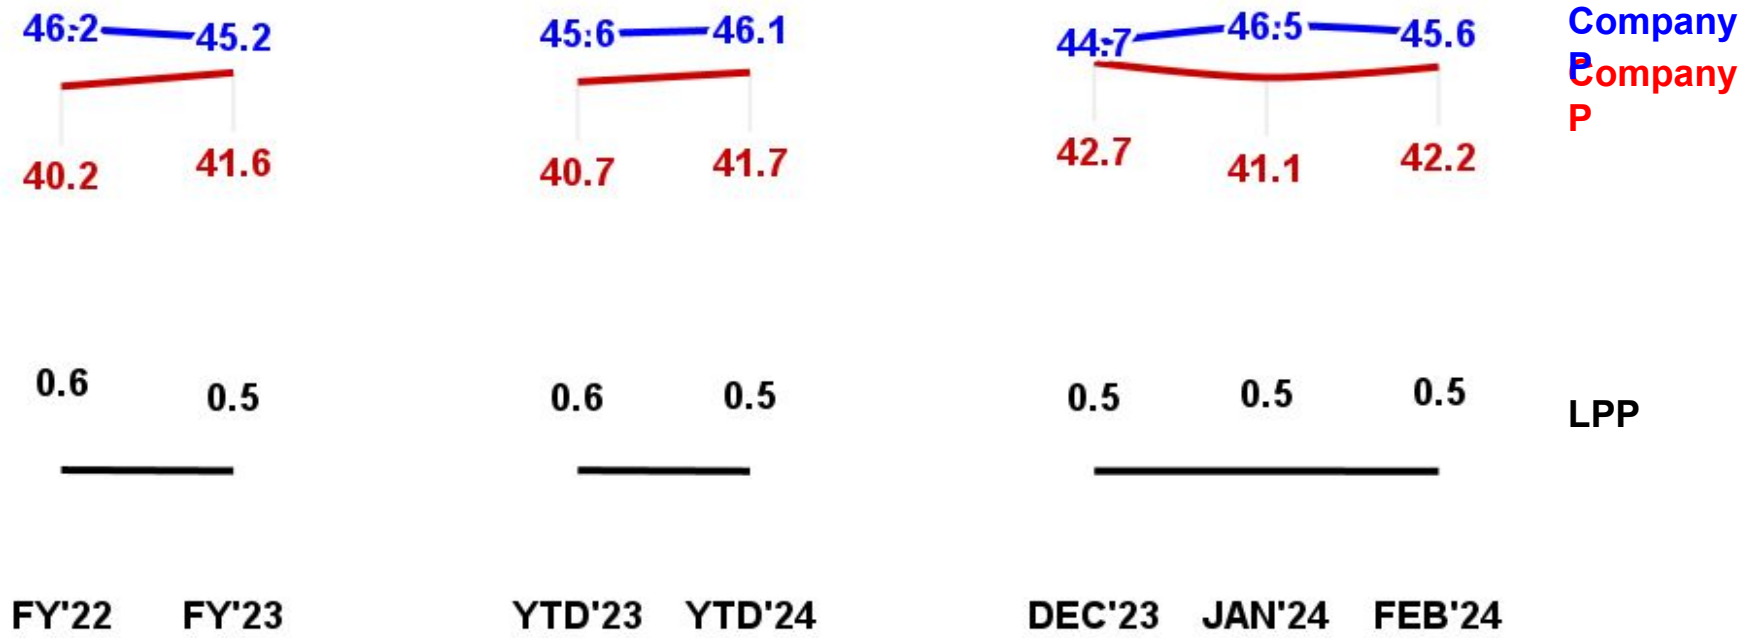 46.2 45.2 45.6 46.1 44.7 46.5 45.6
Company
P
Company
P
40.2 41.6 40.7 41.7 42.7 41.1 42.2
0.6 0.5 0.6 0.5 0.5 0.5 0.5
LPP
FY'22 FY'23 YTD'23 YTD'24 DEC'23 JAN'24 FEB'24